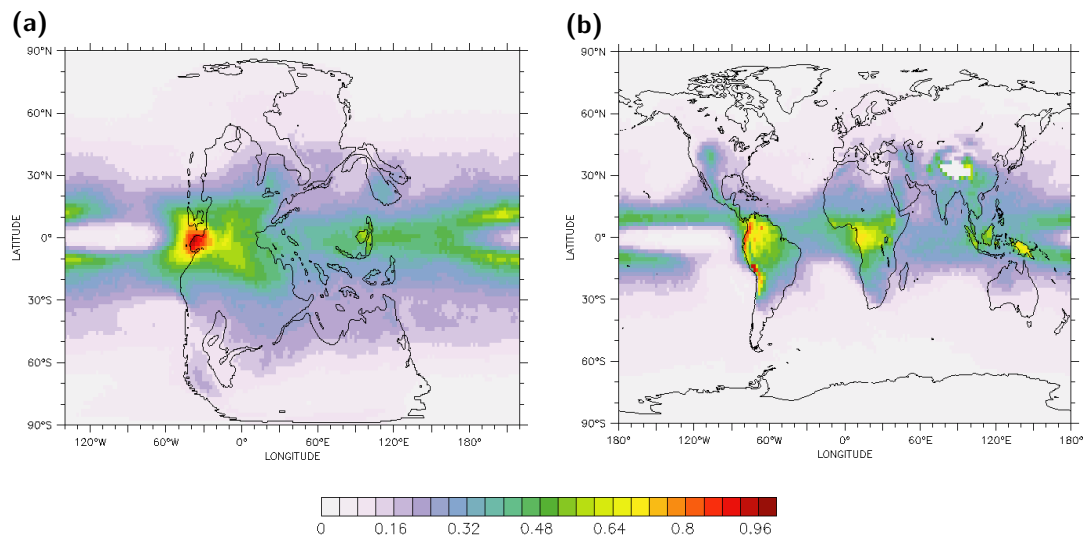 (a)
(b)
90°N
60°N
30°N
0°
30°S
60°S
90°S
LATITUDE
120°W 60°W 0° 60°E 120°E 180°
LONGITUDE
90°N
60°N
30°N
0°
30°S
60°S
90°S
LATITUDE
180° 120°W 60°W 0° 60°E 120°E 180°
LONGITUDE
0 0.16 0.32 0.48 0.64 0.8 0.96